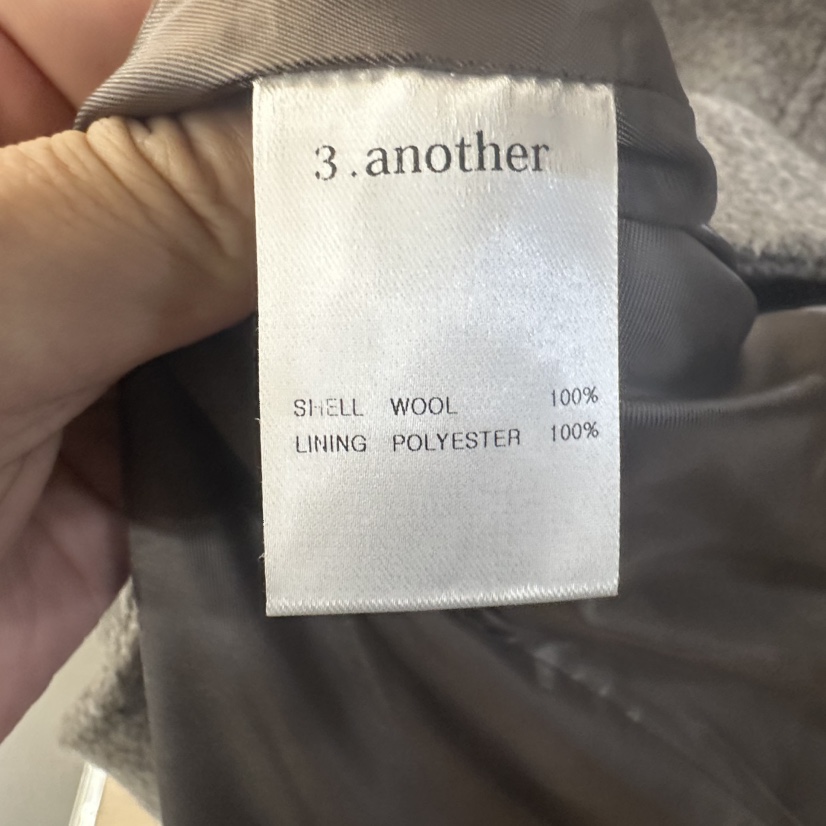 3.another
SHELL WOOL 100%
LINING POLYESTER 100%